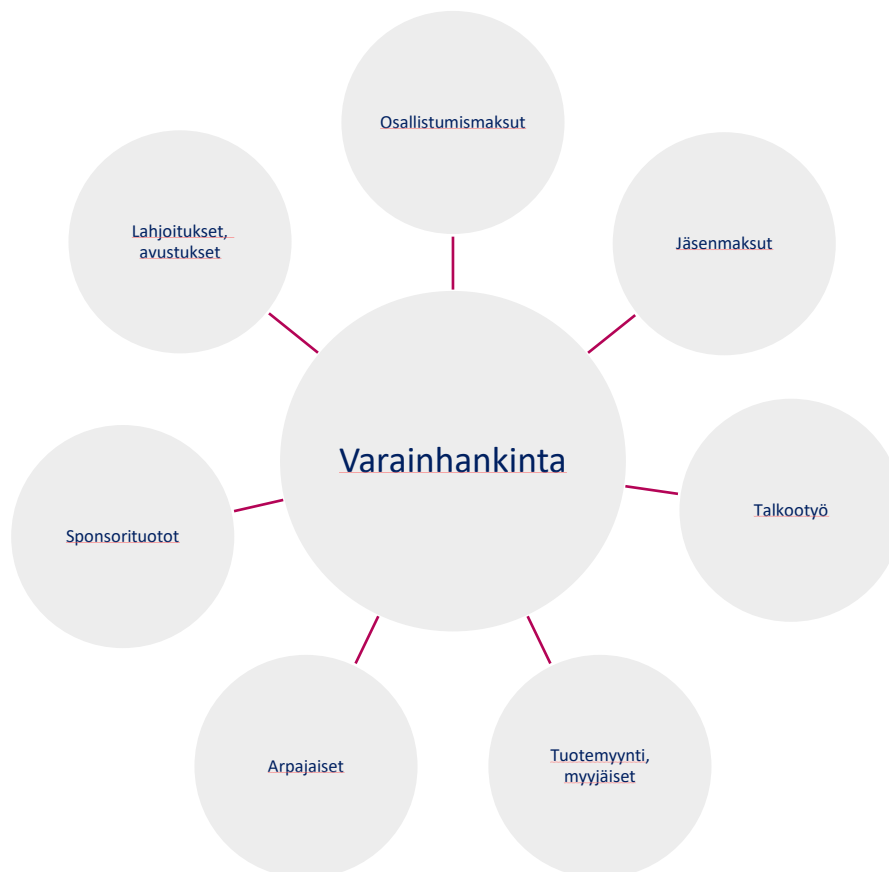 Osallistumismaksut
Lahjoitukset,
avustukset
Jäsenmaksut
Varainhankinta
Talkootyö
Sponsorituotot
Arpajaiset
Tuotemyynti,
myyjäiset